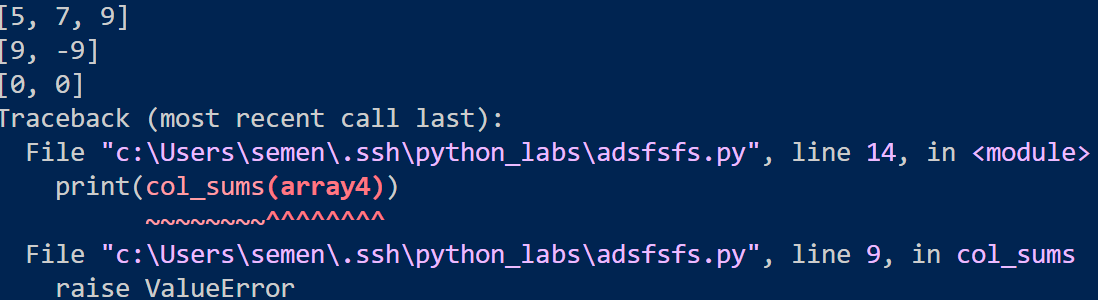 [5, 7, 9]
[9, -9]
[0, 0]
Traceback (most recent call last):
  File "c:\Users\semen\.ssh\python_labs\adsfsfs.py", line 14, in <module>
    print(col_sums(array4))
          ~~~~~~~~^^^^^^^^
  File "c:\Users\semen\.ssh\python_labs\adsfsfs.py", line 9, in col_sums
    raise ValueError